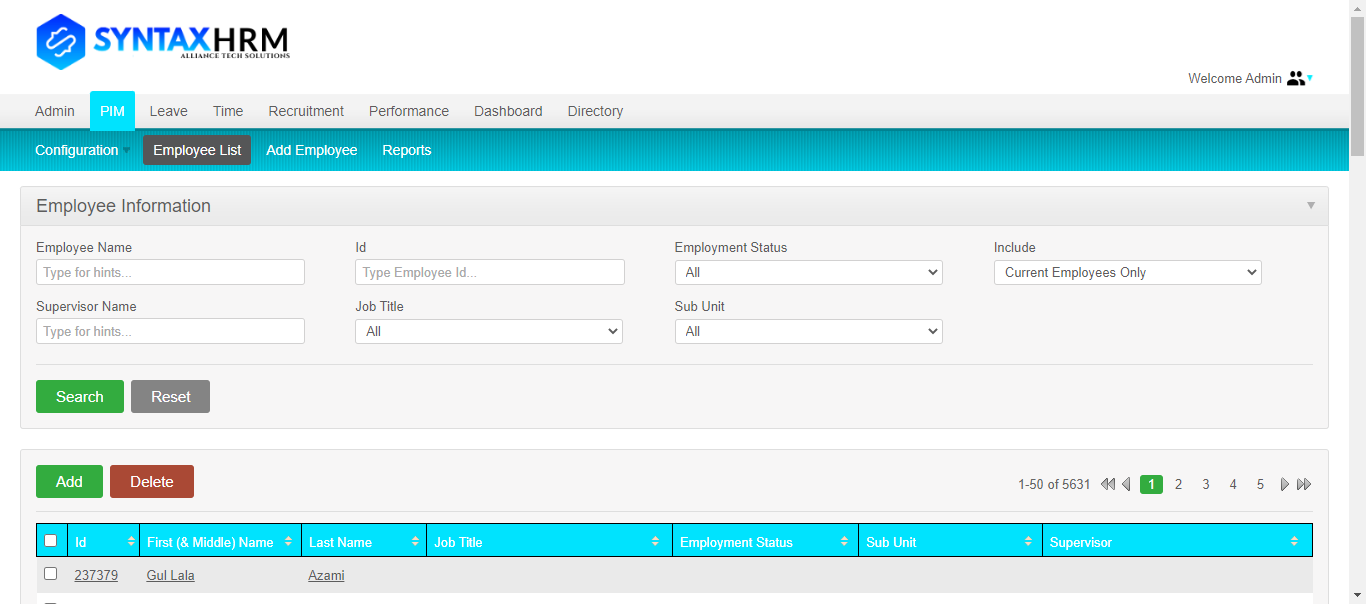 SYNTAXHRM
ALLIANCE TECH SOLUTIONS
Welcome Admin
Admin PIM Leave Time Recruitment Performance Dashboard Directory
Configuration Employee List Add Employee Reports
Employee Information
Employee Name Id Employment Status Include
Type for hints... Type Employee Id... All Current Employees Only
Supervisor Name Job Title Sub Unit
Type for hints... All All
Search Reset
Add Delete 1-50 of 5631 1 2 3 4 5
Id First (& Middle) Name Last Name Job Title Employment Status Sub Unit Supervisor
237379 Gul Lala Azami